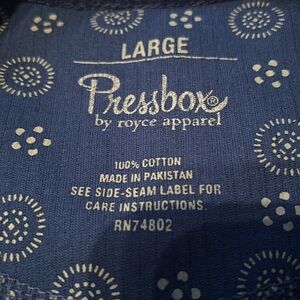 LARGE
Pressbox®
by royce apparel
100% COTTON
MADE IN PAKISTAN
SEE SIDE-SEAM LABEL FOR
CARE INSTRUCTIONS.
RN74802